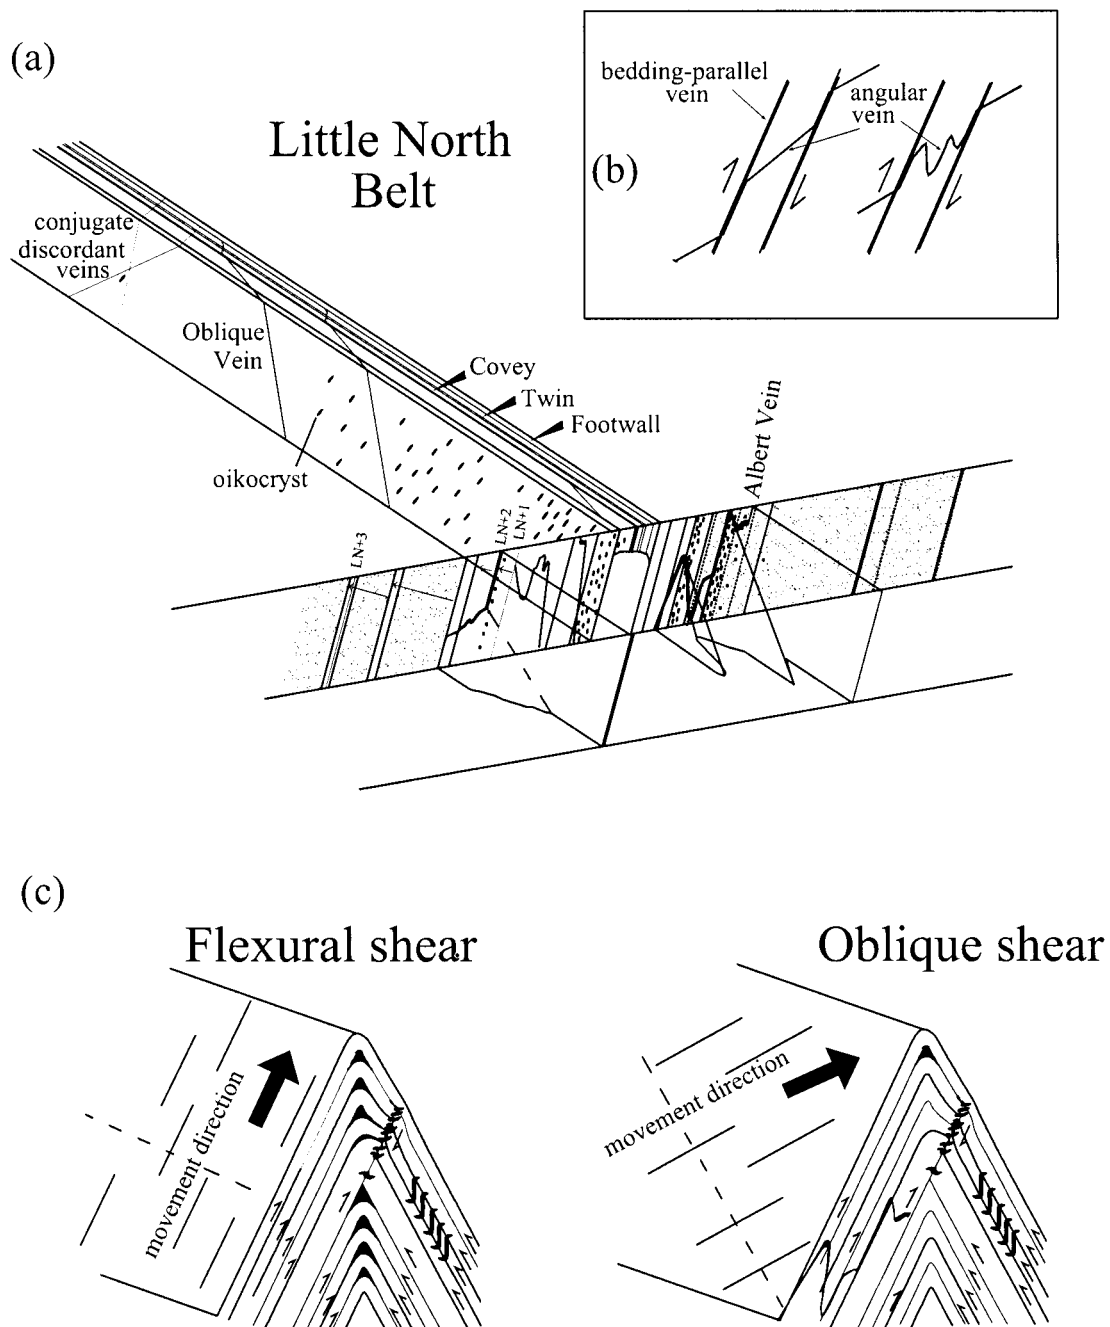 (a)
Little North
Belt
bedding-parallel
vein
angular
vein
(b)
conjugate
discordant
veins
Oblique
Vein
oikocryst
Covey
Twin
Footwall
Albert Vein
LN+3
LN+2
LN+1
(c)
Flexural shear
Oblique shear
movement direction
movement direction